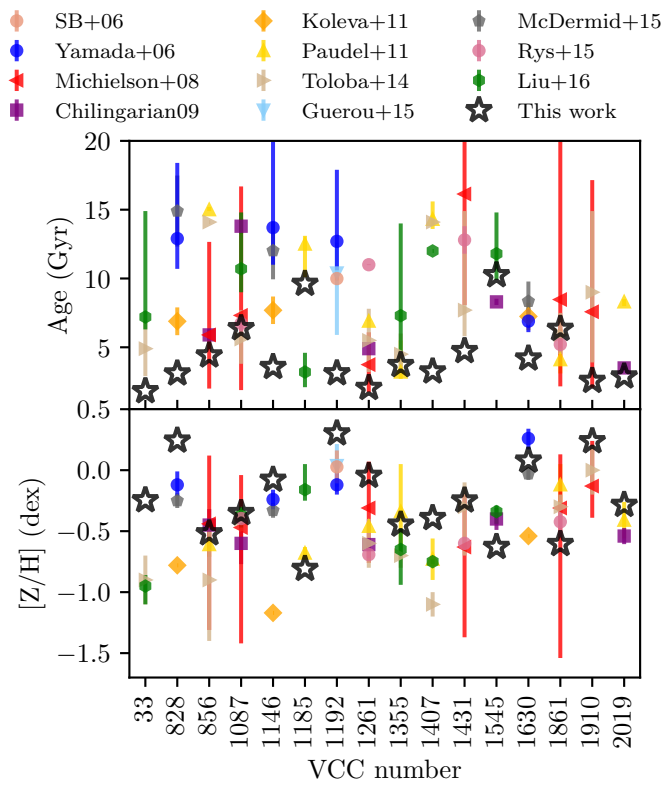 SB+06 Koleva+11 McDermid+15
Yamada+06 Paudel+11 Rys+15
Michielson+08 Toloba+14 Liu+16
Chilingarian09 Guerou+15 This work
20
15
10
5
Age (Gyr)
0.5
0.0
−0.5
−1.0
−1.5
[Z/H] (dex)
33 828 856 1087 1146 1185 1192 1261 1355 1407 1431 1545 1630 1861 1910 2019
VCC number